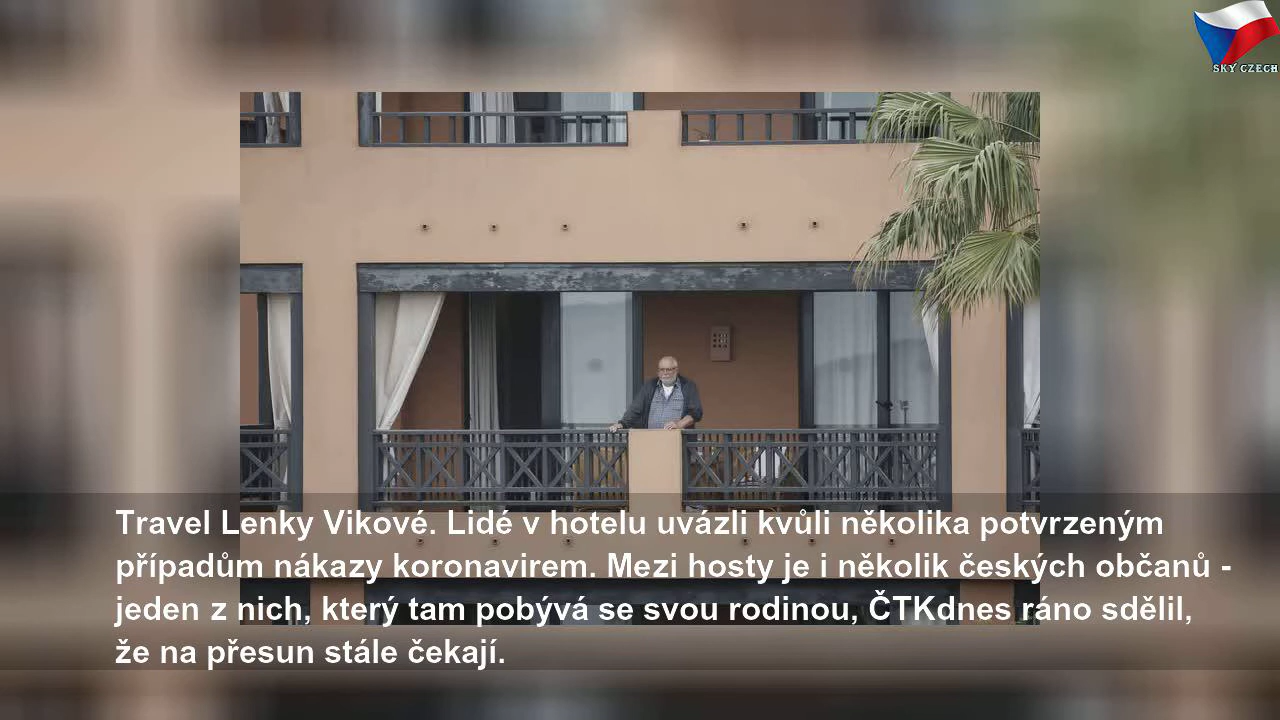 SKY CZECH
Travel Lenky Vikové. Lidé v hotelu uvázli kvůli několika potvrzeným
případům nákazy koronavirem. Mezi hosty je i několik českých občanů -
jeden z nich, který tam pobývá se svou rodinou, ČTKdnes ráno sdělil,
že na přesun stále čekají.